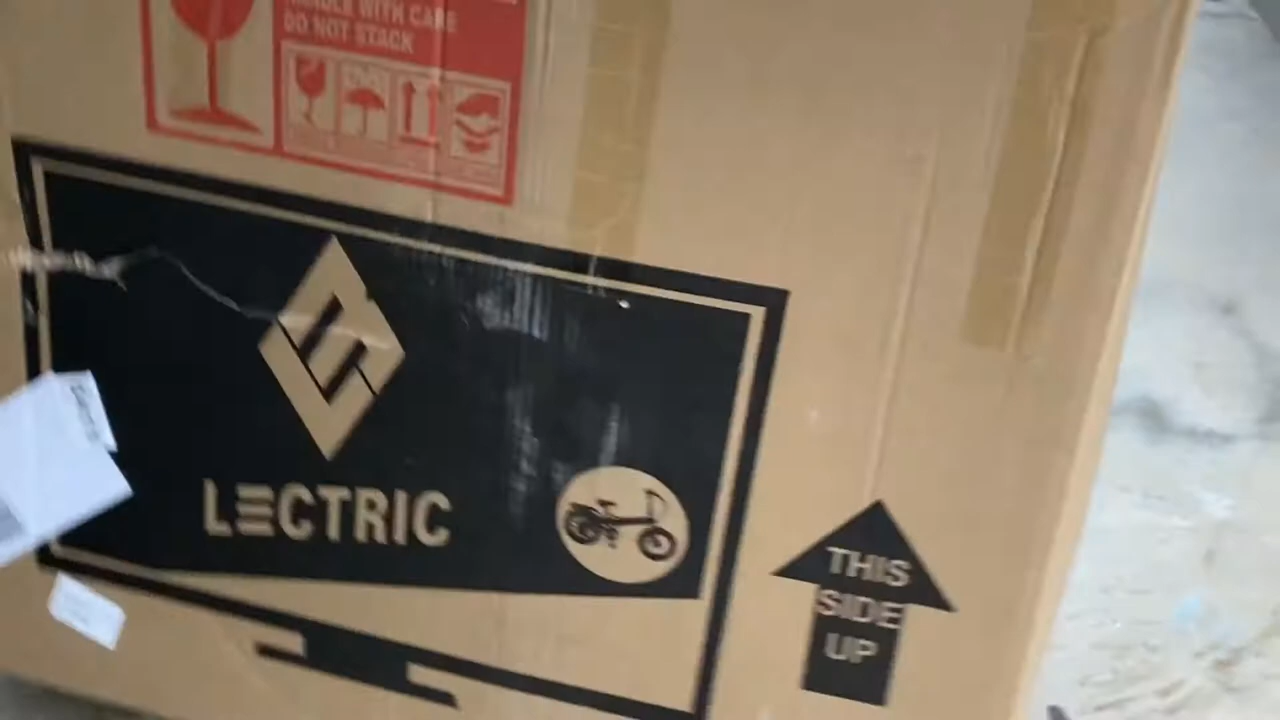 HANDLE WITH CARE
DO NOT STACK
LECTRIC
THIS
SIDE
UP